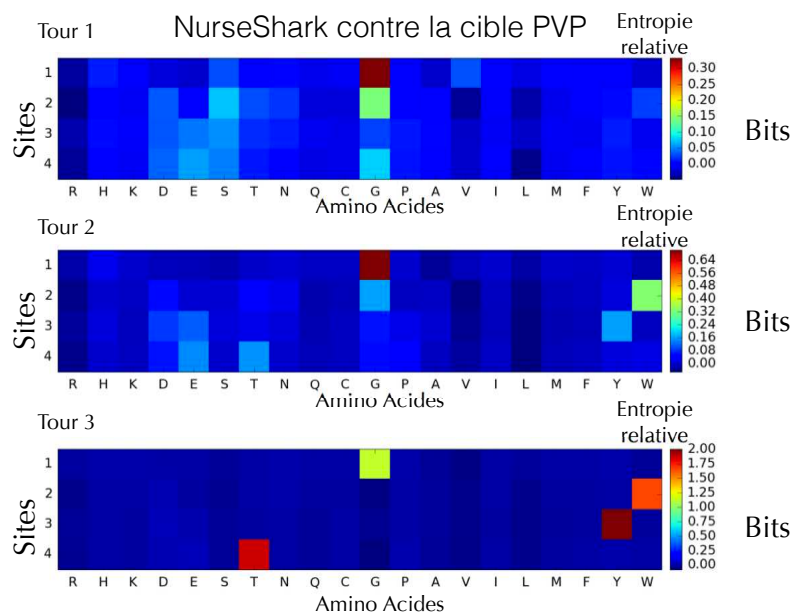 NurseShark contre la cible PVP
Tour 1
Entropie
relative
Sites
1
2
3
4
R H K D E S T N Q C G P A V I L M F Y W
Amino Acides
0.30
0.25
0.20
0.15
0.10
0.05
0.00
Bits
Tour 2
Entropie
relative
Sites
1
2
3
4
R H K D E S T N Q C G P A V I L M F Y W
Amino Acides
0.64
0.56
0.48
0.40
0.32
0.24
0.16
0.08
0.00
Bits
Tour 3
Entropie
relative
Sites
1
2
3
4
R H K D E S T N Q C G P A V I L M F Y W
Amino Acides
2.00
1.75
1.50
1.25
1.00
0.75
0.50
0.25
0.00
Bits